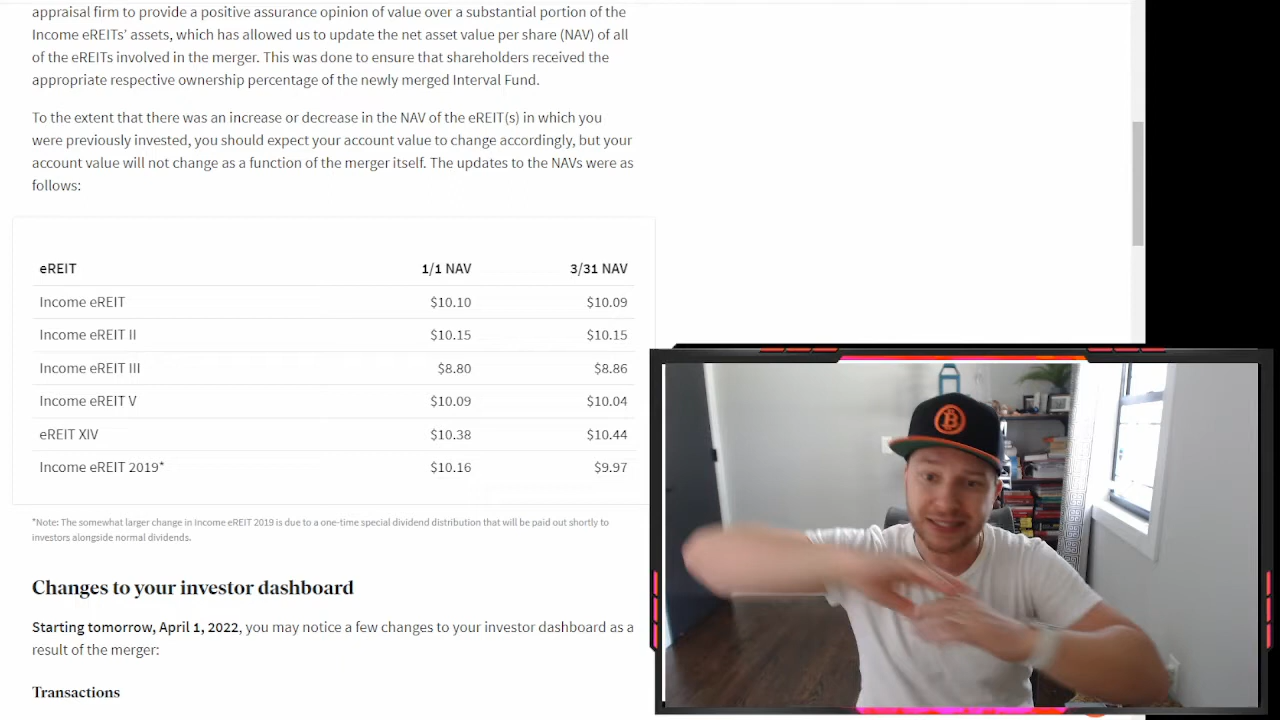 appraisal firm to provide a positive assurance opinion of value over a substantial portion of the
Income eREITs' assets, which has allowed us to update the net asset value per share (NAV) of all
of the eREITs involved in the merger. This was done to ensure that shareholders received the
appropriate respective ownership percentage of the newly merged Interval Fund.
To the extent that there was an increase or decrease in the NAV of the eREIT(s) in which you
were previously invested, you should expect your account value to change accordingly, but your
account value will not change as a function of the merger itself. The updates to the NAVs were as
follows:
eREIT 1/1 NAV 3/31 NAV
Income eREIT $10.10 $10.09
Income eREIT II $10.15 $10.15
Income eREIT III $8.80 $8.86
Income eREIT V $10.09 $10.04
eREIT XIV $10.38 $10.44
Income eREIT 2019* $10.16 $9.97
*Note: The somewhat larger change in Income eREIT 2019 is due to a one-time special dividend distribution that will be paid out shortly to
investors alongside normal dividends.
Changes to your investor dashboard
Starting tomorrow, April 1, 2022, you may notice a few changes to your investor dashboard as a
result of the merger:
Transactions
B